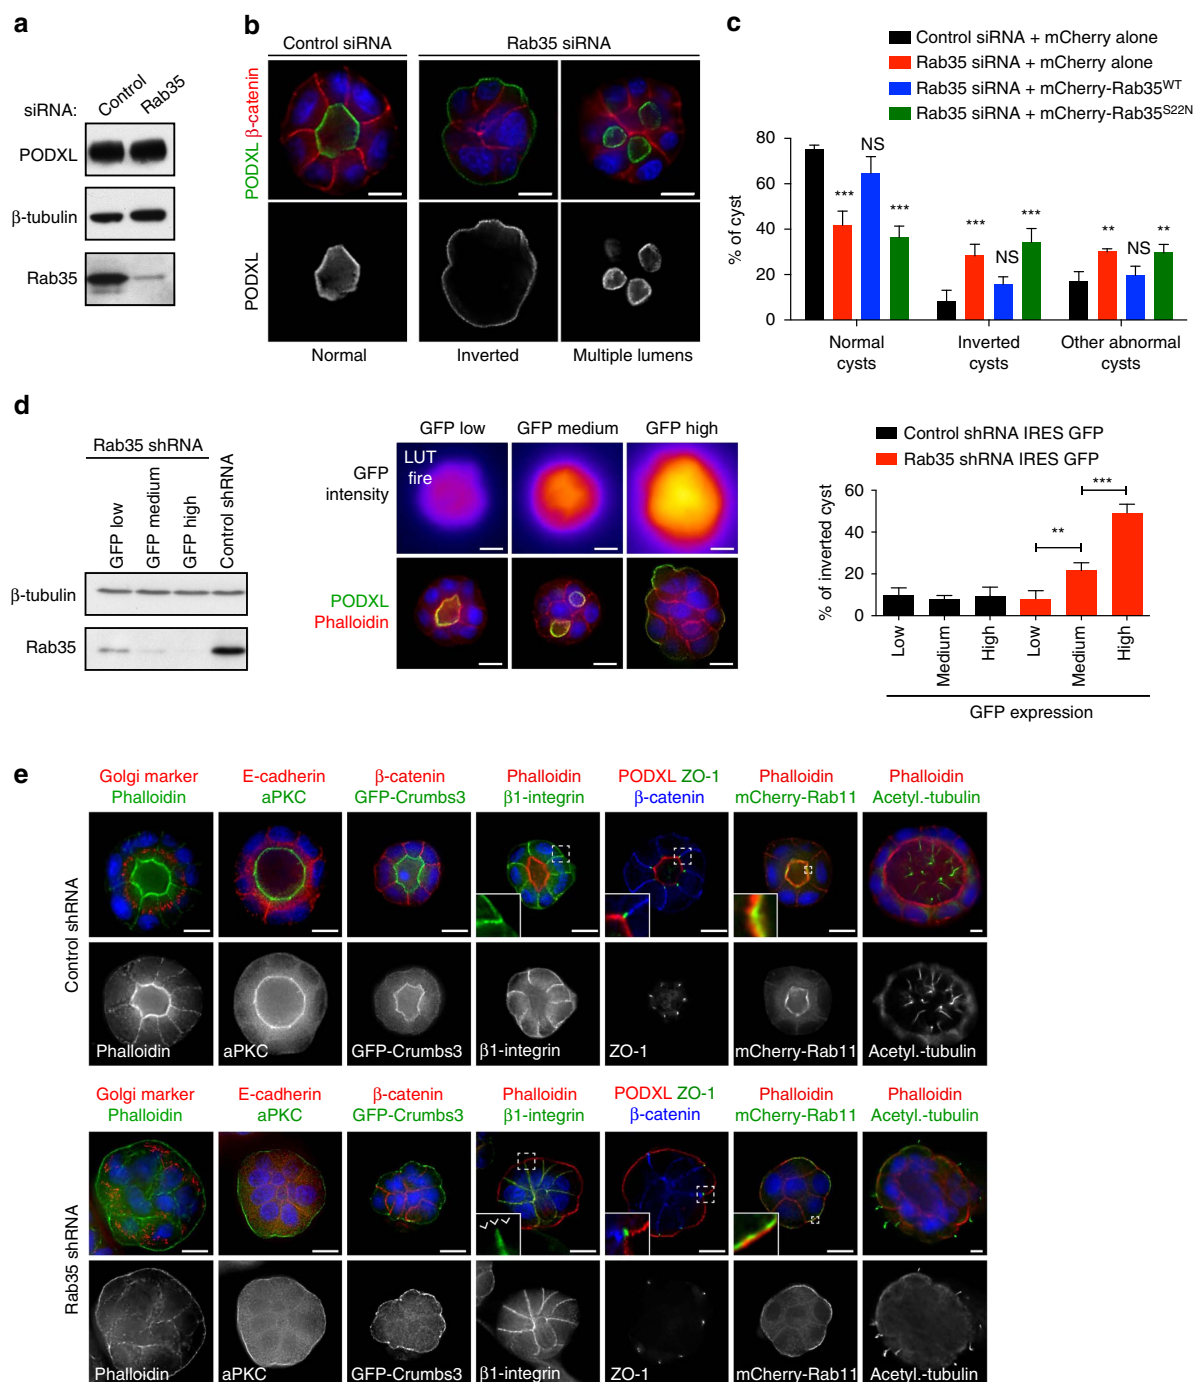 a
siRNA:
Control
Rab35
PODXL
β-tubulin
Rab35
b
Control siRNA
Rab35 siRNA
PODXL β-catenin
PODXL
Normal
Inverted
Multiple lumens
c
Control siRNA + mCherry alone
Rab35 siRNA + mCherry alone
Rab35 siRNA + mCherry-Rab35WT
Rab35 siRNA + mCherry-Rab35S22N
% of cyst
80
60
40
20
0
***
NS
***
***
NS
***
**
NS
**
Normal cysts
Inverted cysts
Other abnormal cysts
d
Rab35 shRNA
GFP low
GFP medium
GFP high
Control shRNA
β-tubulin
Rab35
GFP low
GFP medium
GFP high
GFP intensity
LUT fire
PODXL
Phalloidin
Control shRNA IRES GFP
Rab35 shRNA IRES GFP
% of inverted cyst
60
40
20
0
**
***
Low
Medium
High
Low
Medium
High
GFP expression
e
Control shRNA
Golgi marker
Phalloidin
E-cadherin
aPKC
β-catenin
GFP-Crumbs3
Phalloidin
β1-integrin
PODXL ZO-1
β-catenin
Phalloidin
mCherry-Rab11
Phalloidin
Acetyl.-tubulin
Phalloidin
aPKC
GFP-Crumbs3
β1-integrin
ZO-1
mCherry-Rab11
Acetyl.-tubulin
Rab35 shRNA
Golgi marker
Phalloidin
E-cadherin
aPKC
β-catenin
GFP-Crumbs3
Phalloidin
β1-integrin
PODXL ZO-1
β-catenin
Phalloidin
mCherry-Rab11
Phalloidin
Acetyl.-tubulin
Phalloidin
aPKC
GFP-Crumbs3
β1-integrin
ZO-1
mCherry-Rab11
Acetyl.-tubulin